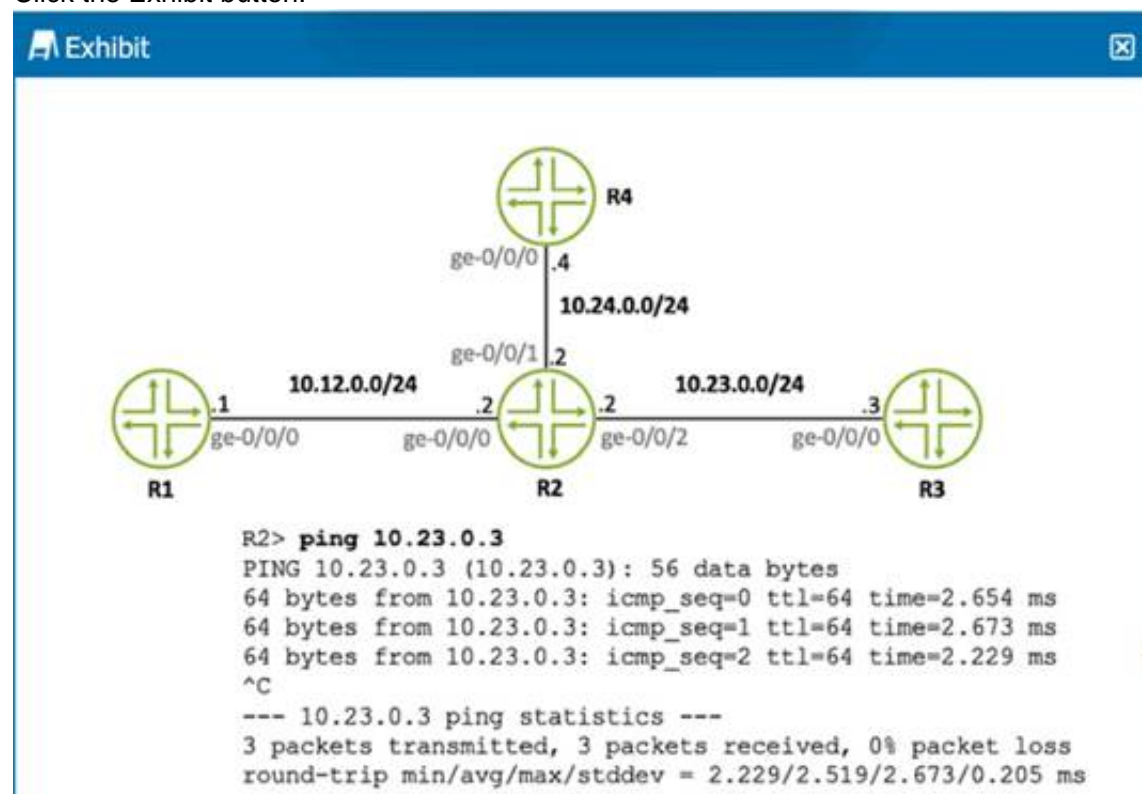 Click the Exhibit button.
Exhibit
R4
ge-0/0/0 .4
10.24.0.0/24
ge-0/0/1 .2
10.12.0.0/24 10.23.0.0/24
.1 .2 .2 .3
ge-0/0/0 ge-0/0/0 ge-0/0/2 ge-0/0/0
R1 R2 R3
R2> ping 10.23.0.3
PING 10.23.0.3 (10.23.0.3): 56 data bytes
64 bytes from 10.23.0.3: icmp_seq=0 ttl=64 time=2.654 ms
64 bytes from 10.23.0.3: icmp_seq=1 ttl=64 time=2.673 ms
64 bytes from 10.23.0.3: icmp_seq=2 ttl=64 time=2.229 ms
^C
--- 10.23.0.3 ping statistics ---
3 packets transmitted, 3 packets received, 0% packet loss
round-trip min/avg/max/stddev = 2.229/2.519/2.673/0.205 ms